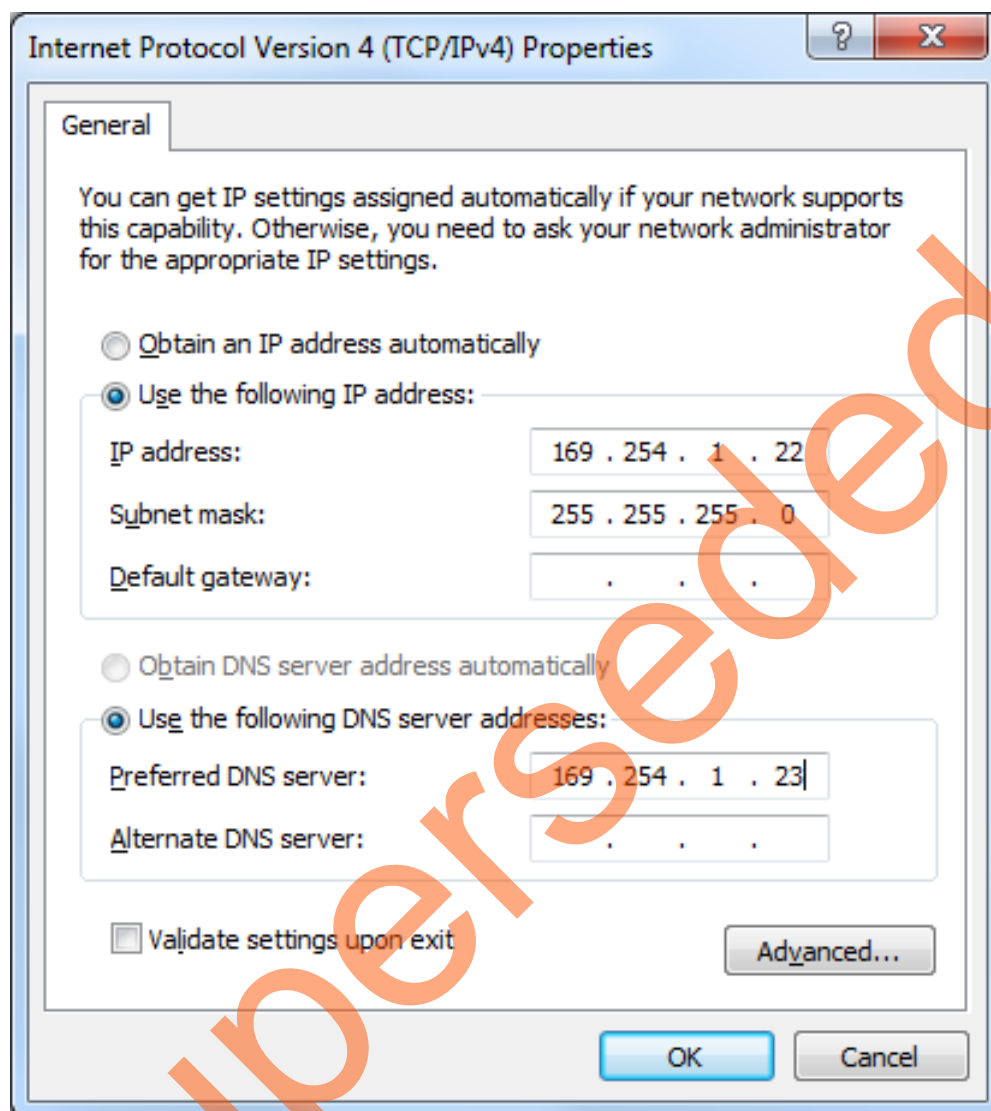 Internet Protocol Version 4 (TCP/IPv4) Properties
?
General
You can get IP settings assigned automatically if your network supports
this capability. Otherwise, you need to ask your network administrator
for the appropriate IP settings.
Obtain an IP address automatically
Use the following IP address:
IP address: 169 . 254 . 1 . 22
Subnet mask: 255 . 255 . 255 . 0
Default gateway: . . .
Obtain DNS server address automatically
Use the following DNS server addresses:
Preferred DNS server: 169 . 254 . 1 . 23
Alternate DNS server: . . .
Validate settings upon exit
Advanced...
OK Cancel
uperseded